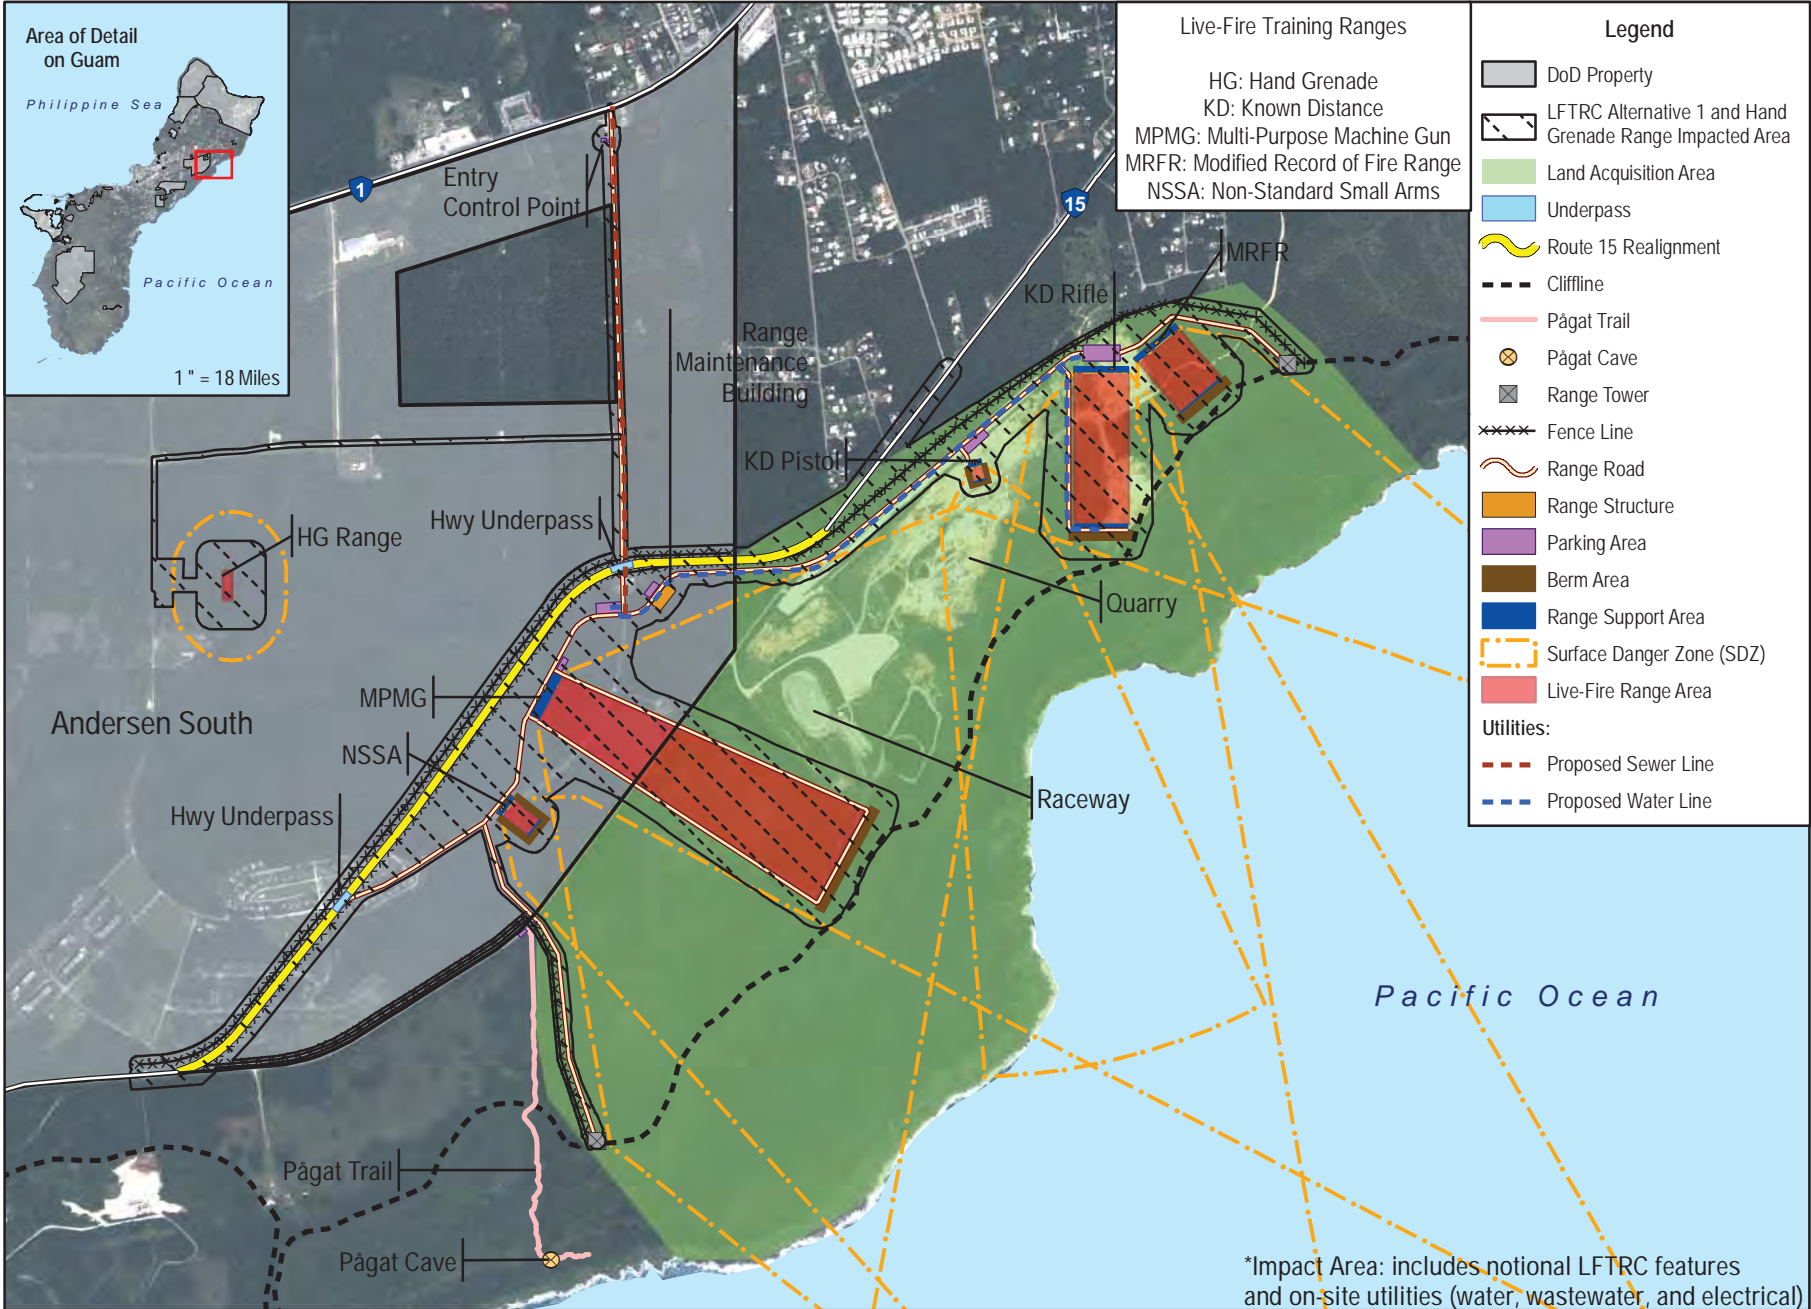 Area of Detail
on Guam
Philippine Sea
Pacific Ocean
1 " = 18 Miles
Live-Fire Training Ranges
HG: Hand Grenade
KD: Known Distance
MPMG: Multi-Purpose Machine Gun
MRFR: Modified Record of Fire Range
NSSA: Non-Standard Small Arms
Legend
DoD Property
LFTRC Alternative 1 and Hand
Grenade Range Impacted Area
Land Acquisition Area
Underpass
Route 15 Realignment
Cliffline
Pågat Trail
Pågat Cave
Range Tower
Fence Line
Range Road
Range Structure
Parking Area
Berm Area
Range Support Area
Surface Danger Zone (SDZ)
Live-Fire Range Area
Utilities:
Proposed Sewer Line
Proposed Water Line
1
15
Entry
Control Point
MRFR
KD Rifle
Range
Maintenance
Building
KD Pistol
Hwy Underpass
HG Range
Quarry
MPMG
Andersen South
NSSA
Raceway
Hwy Underpass
Pacific Ocean
Pågat Trail
Pågat Cave
*Impact Area: includes notional LFTRC features
and on-site utilities (water, wastewater, and electrical)